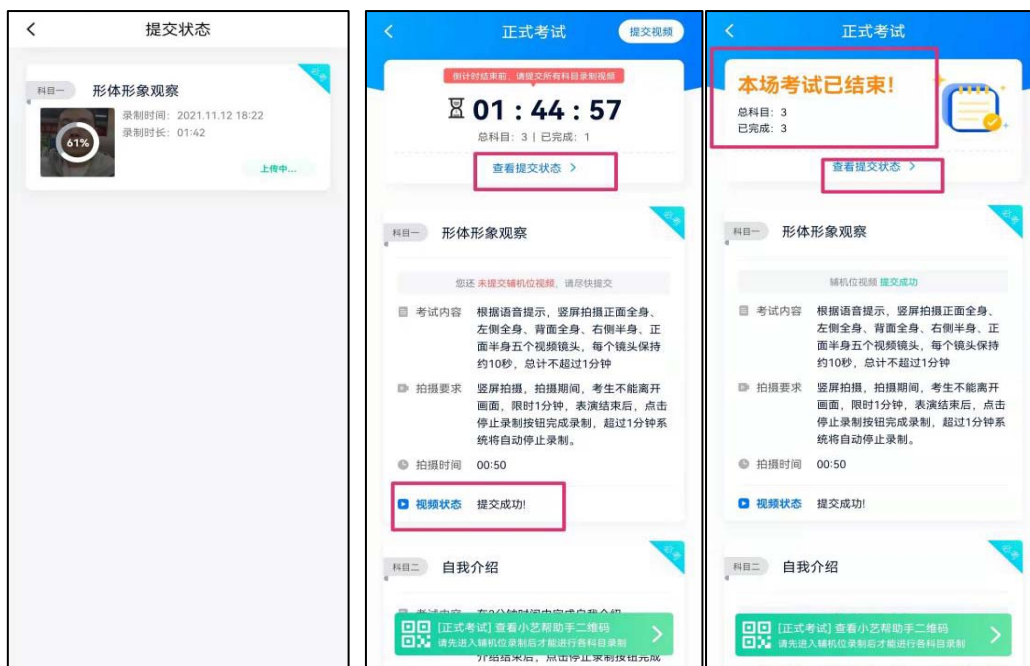 提交状态
必考
科目一 形体形象观察
录制时间: 2021.11.12 18:22
录制时长: 01:42
61%
上传中...
正式考试
提交视频
倒计时结束前，请提交所有科目录制视频
01 : 44 : 57
总科目: 3 | 已完成: 1
查看提交状态 >
必考
科目一 形体形象观察
您还 未提交辅机位视频，请尽快提交
考试内容 根据语音提示，竖屏拍摄正面全身、
左侧全身、背面全身、右侧半身、正
面半身五个视频镜头，每个镜头保持
约10秒，总计不超过1分钟
拍摄要求 竖屏拍摄，拍摄期间，考生不能离开
画面，限时1分钟，表演结束后，点击
停止录制按钮完成录制，超过1分钟系
统将自动停止录制。
拍摄时间 00:50
视频状态 提交成功!
必考
科目二 自我介绍
[正式考试] 查看小艺帮助手二维码
请先进入辅机位录制后才能进行各科目录制
介绍结束后，点击停止录制按钮完成
正式考试
本场考试已结束!
总科目: 3
已完成: 3
查看提交状态 >
必考
科目一 形体形象观察
辅机位视频 提交成功
考试内容 根据语音提示，竖屏拍摄正面全身、
左侧全身、背面全身、右侧半身、正
面半身五个视频镜头，每个镜头保持
约10秒，总计不超过1分钟
拍摄要求 竖屏拍摄，拍摄期间，考生不能离开
画面，限时1分钟，表演结束后，点击
停止录制按钮完成录制，超过1分钟系
统将自动停止录制。
拍摄时间 00:50
视频状态 提交成功!
必考
科目二 自我介绍
[正式考试] 查看小艺帮助手二维码
请先进入辅机位录制后才能进行各科目录制